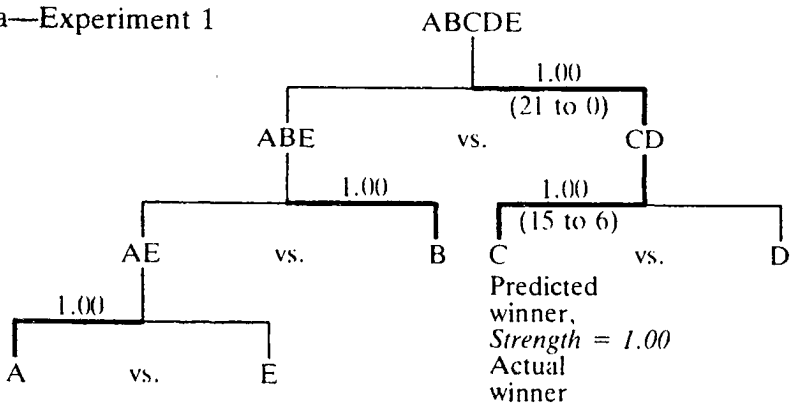 a—Experiment 1
ABCDE
1.00
(21 to 0)
ABE vs. CD
1.00 1.00
(15 to 6)
AE vs. B C vs. D
Predicted
winner,
1.00
Strength = 1.00
Actual
A vs. E
winner